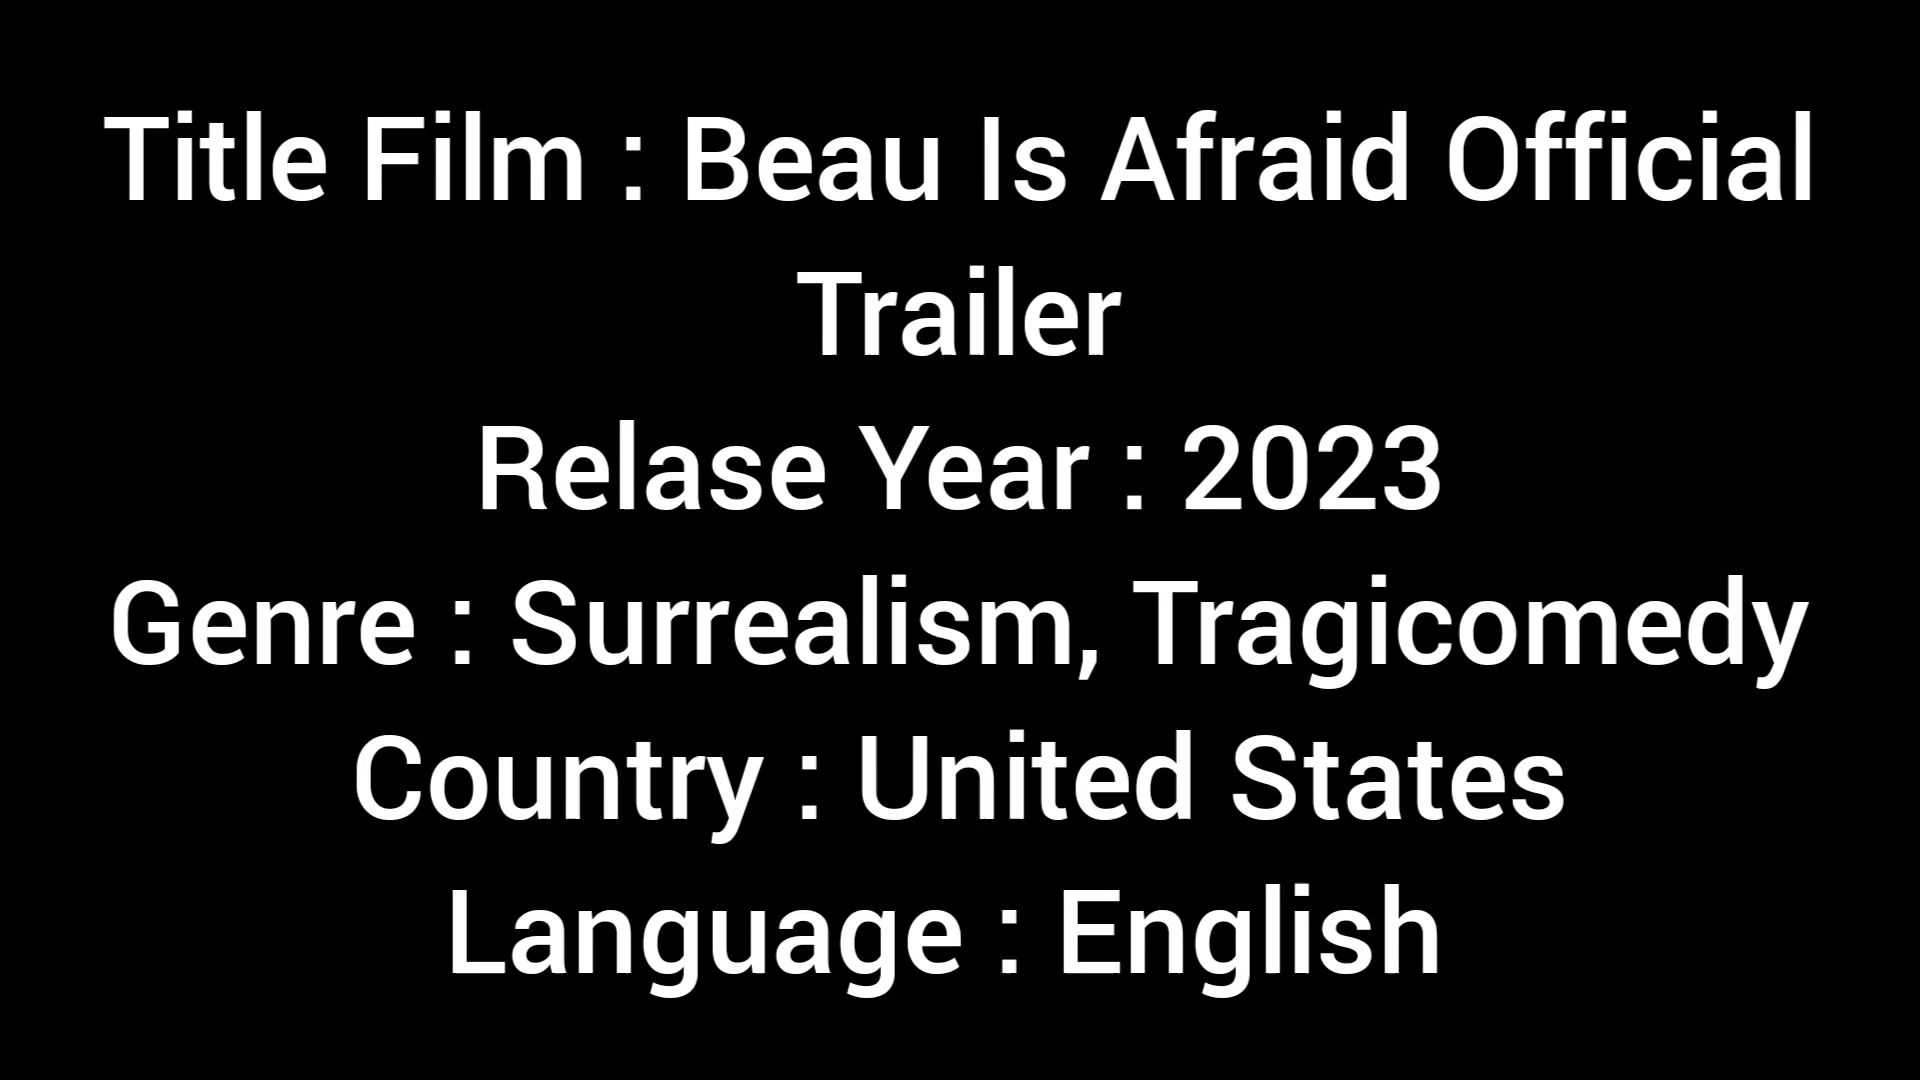 Title Film : Beau Is Afraid Official
Trailer
Relase Year : 2023
Genre : Surrealism, Tragicomedy
Country : United States
Language : English